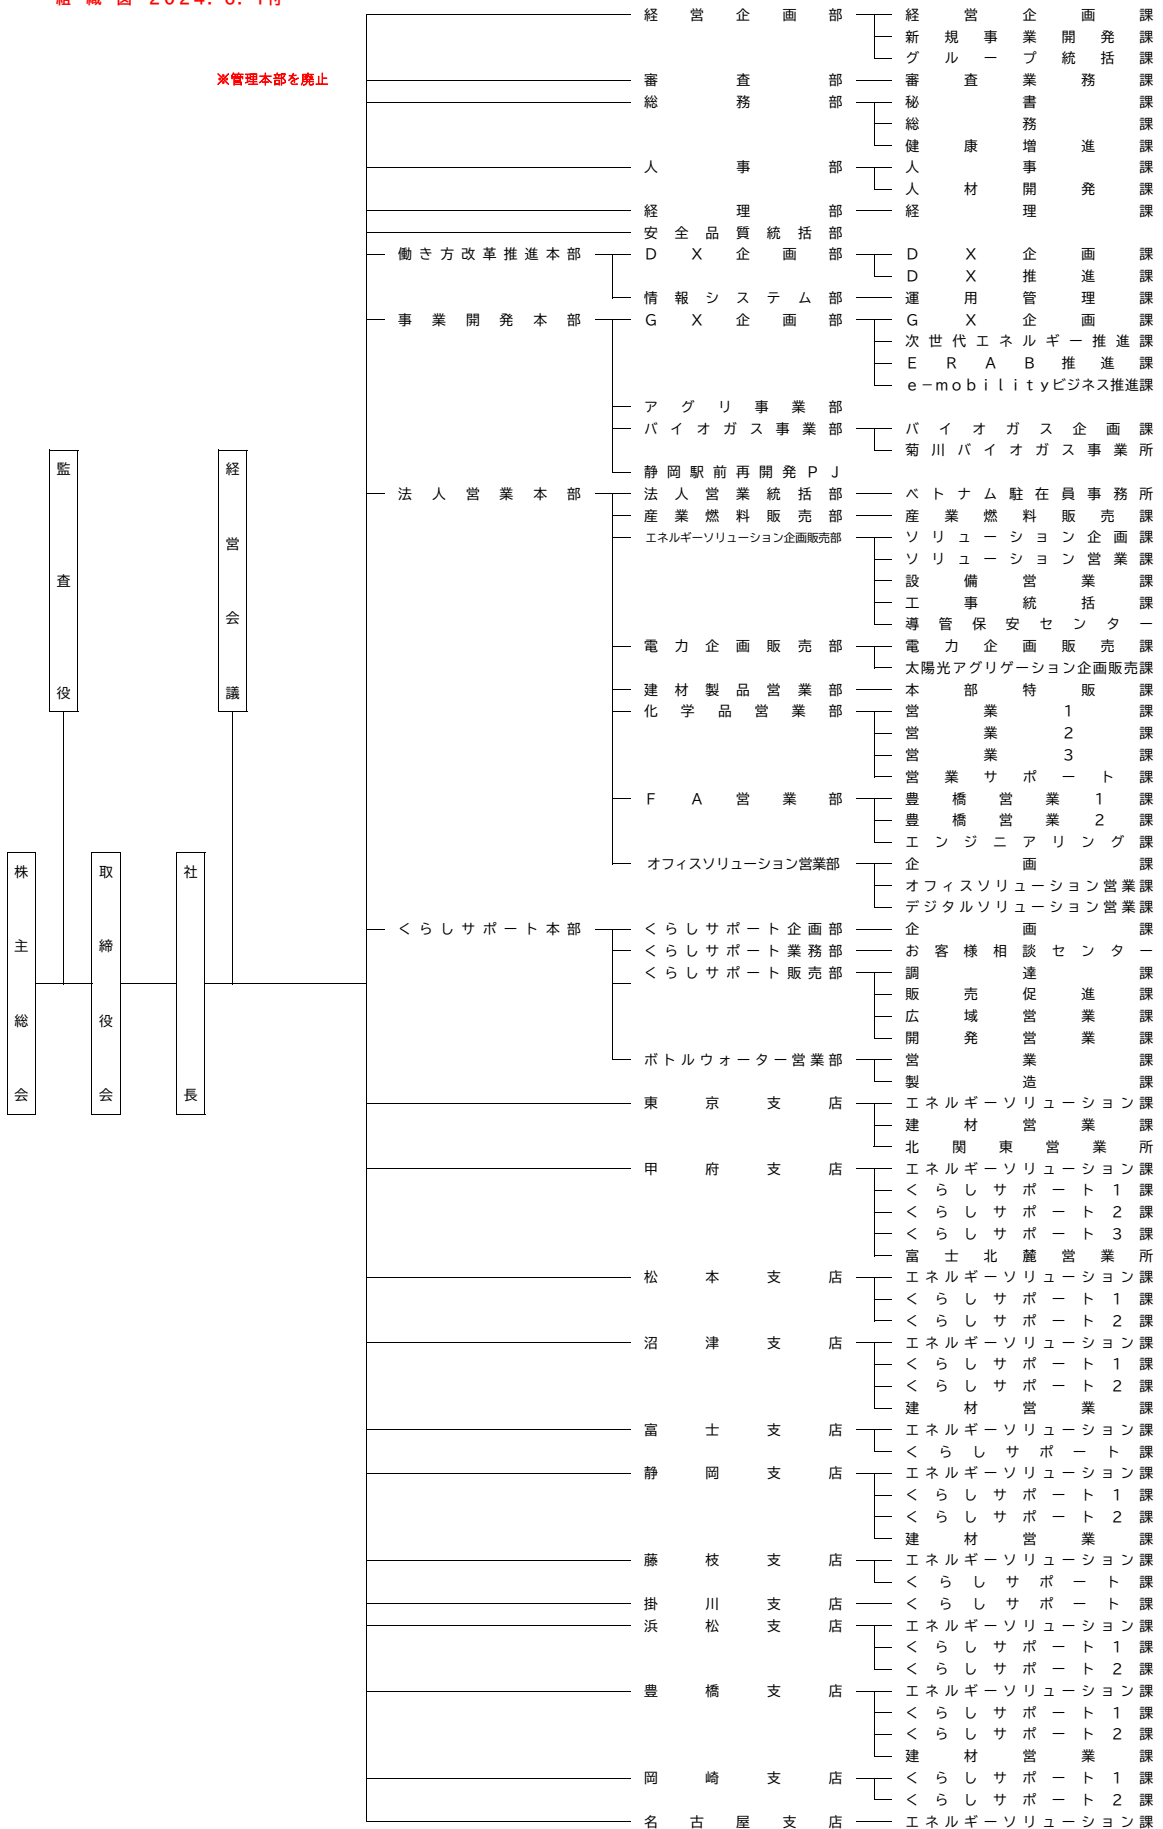 組織図 2024.6.1付
※管理本部を廃止
経営企画部 経営企画課
新規事業開発課
グループ統括課
審査部 審査業務課
総務部 秘書課
総務課
健康増進課
人事部 人事課
人材開発課
経理部 経理課
安全品質統括部
働き方改革推進本部 DX企画部 DX企画課
DX推進課
情報システム部 運用管理課
事業開発本部 GX企画部 GX企画課
次世代エネルギー推進課
ERAB推進課
e-mobilityビジネス推進課
アグリ事業部
バイオガス事業部 バイオガス企画課
菊川バイオガス事業所
静岡駅前再開発PJ
法人営業本部 法人営業統括部 ベトナム駐在員事務所
産業燃料販売部 産業燃料販売課
エネルギーソリューション企画販売部 ソリューション企画課
ソリューション営業課
設備営業課
工事統括課
導管保安センター
電力企画販売部 電力企画販売課
太陽光アグリゲーション企画販売課
建材製品営業部 本部特販課
化学品営業部 営業1課
営業2課
営業3課
営業サポート課
FA営業部 豊橋営業1課
豊橋営業2課
エンジニアリング課
オフィスソリューション営業部 企画課
オフィスソリューション営業課
デジタルソリューション営業課
くらしサポート本部 くらしサポート企画部 企画課
くらしサポート業務部 お客様相談センター
くらしサポート販売部 調達課
販売促進課
広域営業課
開発営業課
ボトルウォーター営業部 営業課
製造課
監査役
経営会議
株主総会
取締役会
社長
東京支店 エネルギーソリューション課
建材営業課
北関東営業所
甲府支店 エネルギーソリューション課
くらしサポート1課
くらしサポート2課
くらしサポート3課
富士北麓営業所
松本支店 エネルギーソリューション課
くらしサポート1課
くらしサポート2課
沼津支店 エネルギーソリューション課
くらしサポート1課
くらしサポート2課
建材営業課
富士支店 エネルギーソリューション課
くらしサポート課
静岡支店 エネルギーソリューション課
くらしサポート1課
くらしサポート2課
建材営業課
藤枝支店 エネルギーソリューション課
くらしサポート課
掛川支店 くらしサポート課
浜松支店 エネルギーソリューション課
くらしサポート1課
くらしサポート2課
豊橋支店 エネルギーソリューション課
くらしサポート1課
くらしサポート2課
建材営業課
岡崎支店 くらしサポート1課
くらしサポート2課
名古屋支店 エネルギーソリューション課